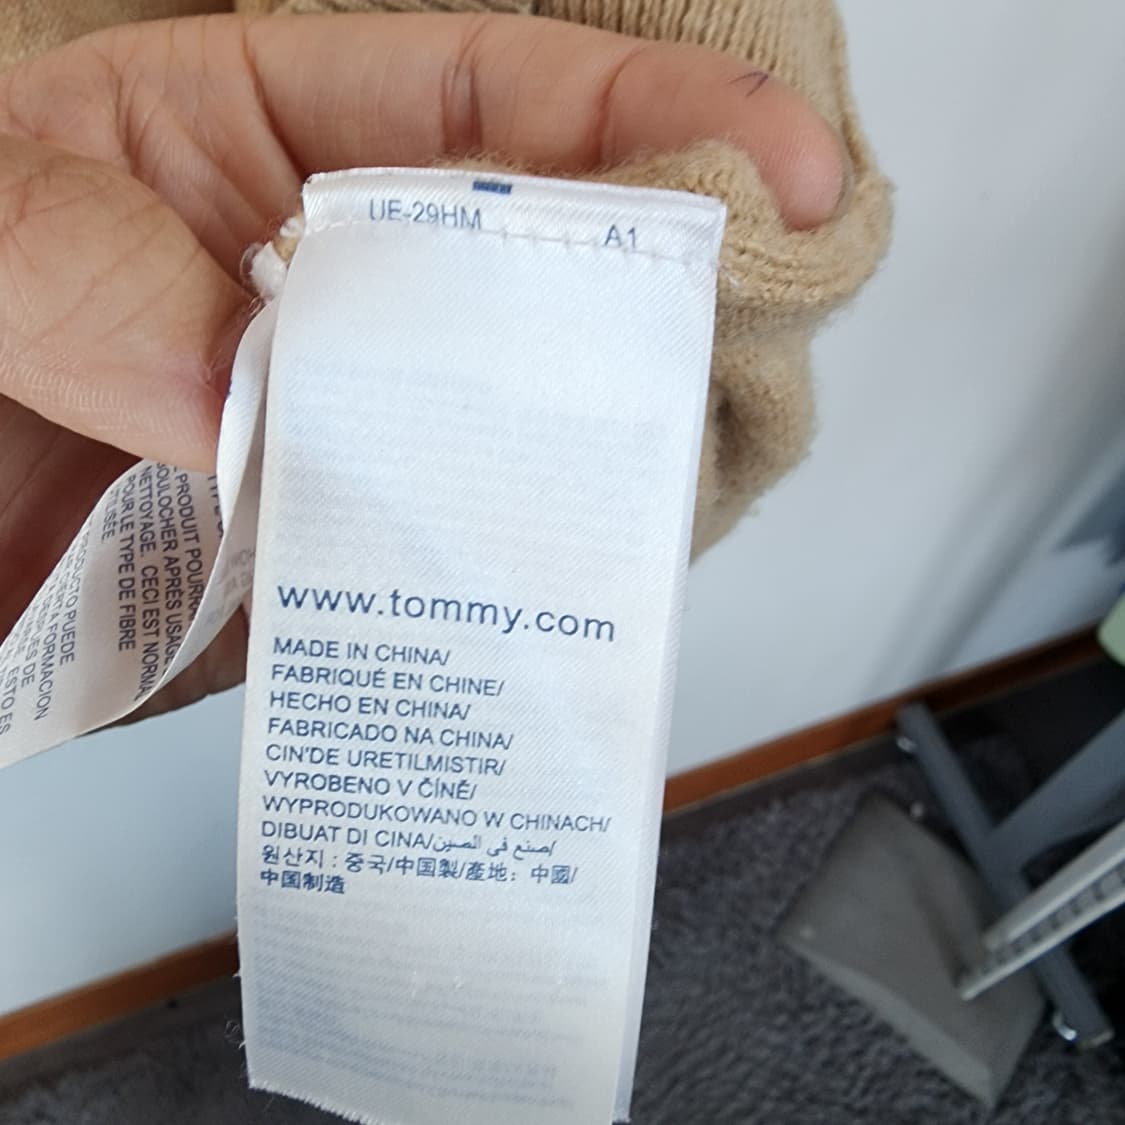 UE-29HM A1
www.tommy.com
MADE IN CHINA/
FABRIQUÉ EN CHINE/
HECHO EN CHINA/
FABRICADO NA CHINA/
CIN'DE URETILMISTIR/
VYROBENO V ČÍNĚ/
WYPRODUKOWANO W CHINACH/
DIBUAT DI CINA/صنع في الصين/
원산지 : 중국/中国製/產地：中國/
中国制造
PRODUIT
BOULOCHER APRÈS USAGE
NETTOYAGE. CECI EST NORMAL
POUR LE TYPE DE FIBRE
UTILISÉE.
PRODUCTO PUEDE
FORMACION
DE
ESTO ES